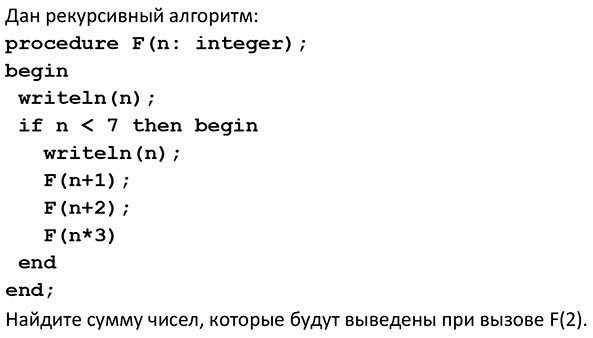 Дан рекурсивный алгоритм:
procedure F(n: integer);
begin
 writeln(n);
 if n < 7 then begin
   writeln(n);
   F(n+1);
   F(n+2);
   F(n*3)
 end
end;
Найдите сумму чисел, которые будут выведены при вызове F(2).